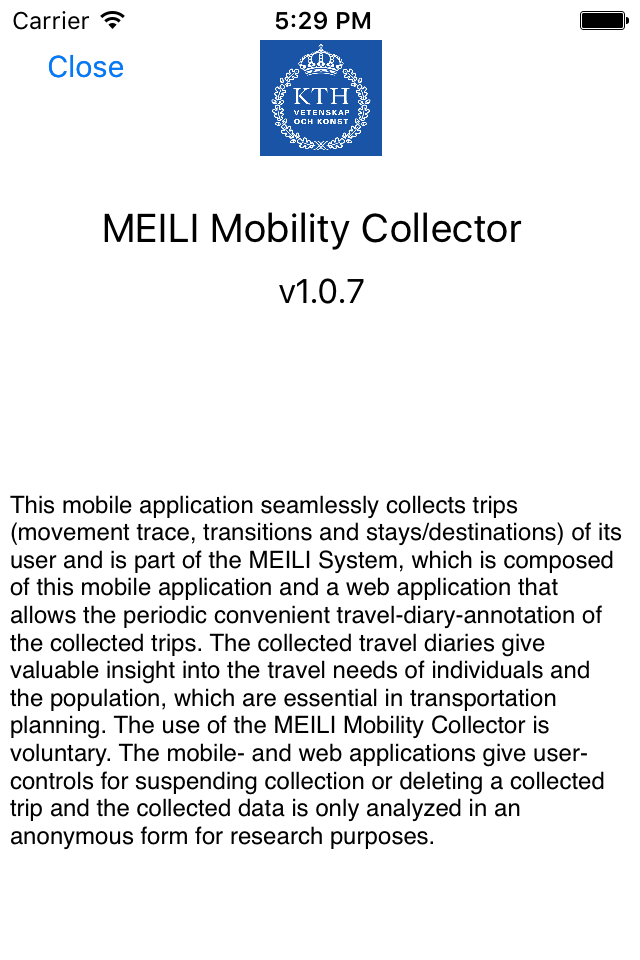 Carrier 5:29 PM
Close
KTH
VETENSKAP
OCH KONST
MEILI Mobility Collector
v1.0.7
This mobile application seamlessly collects trips
(movement trace, transitions and stays/destinations) of its
user and is part of the MEILI System, which is composed
of this mobile application and a web application that
allows the periodic convenient travel-diary-annotation of
the collected trips. The collected travel diaries give
valuable insight into the travel needs of individuals and
the population, which are essential in transportation
planning. The use of the MEILI Mobility Collector is
voluntary. The mobile- and web applications give user-
controls for suspending collection or deleting a collected
trip and the collected data is only analyzed in an
anonymous form for research purposes.